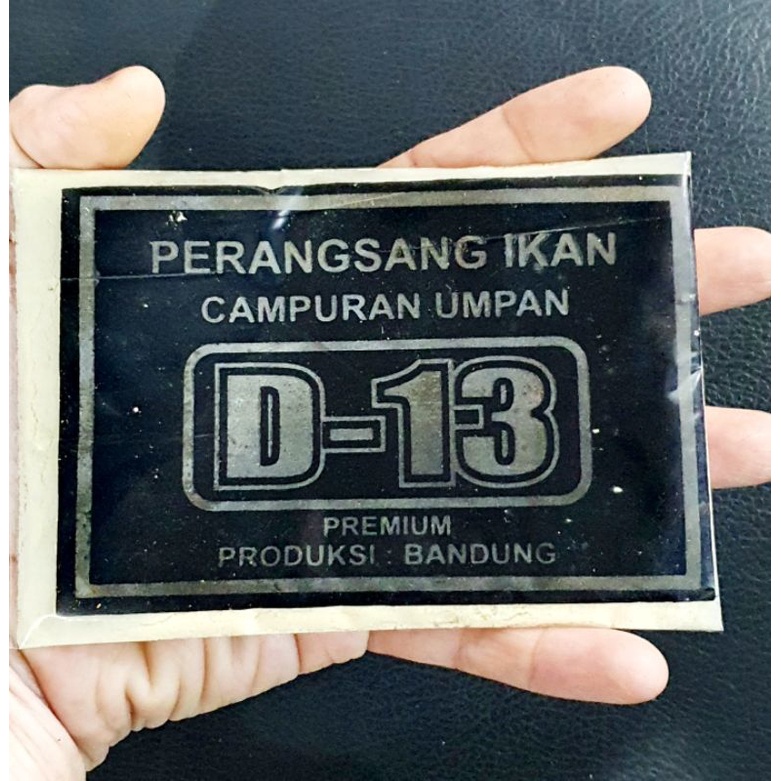 PERANGSANG IKAN
CAMPURAN UMPAN
D-13
PREMIUM
PRODUKSI : BANDUNG